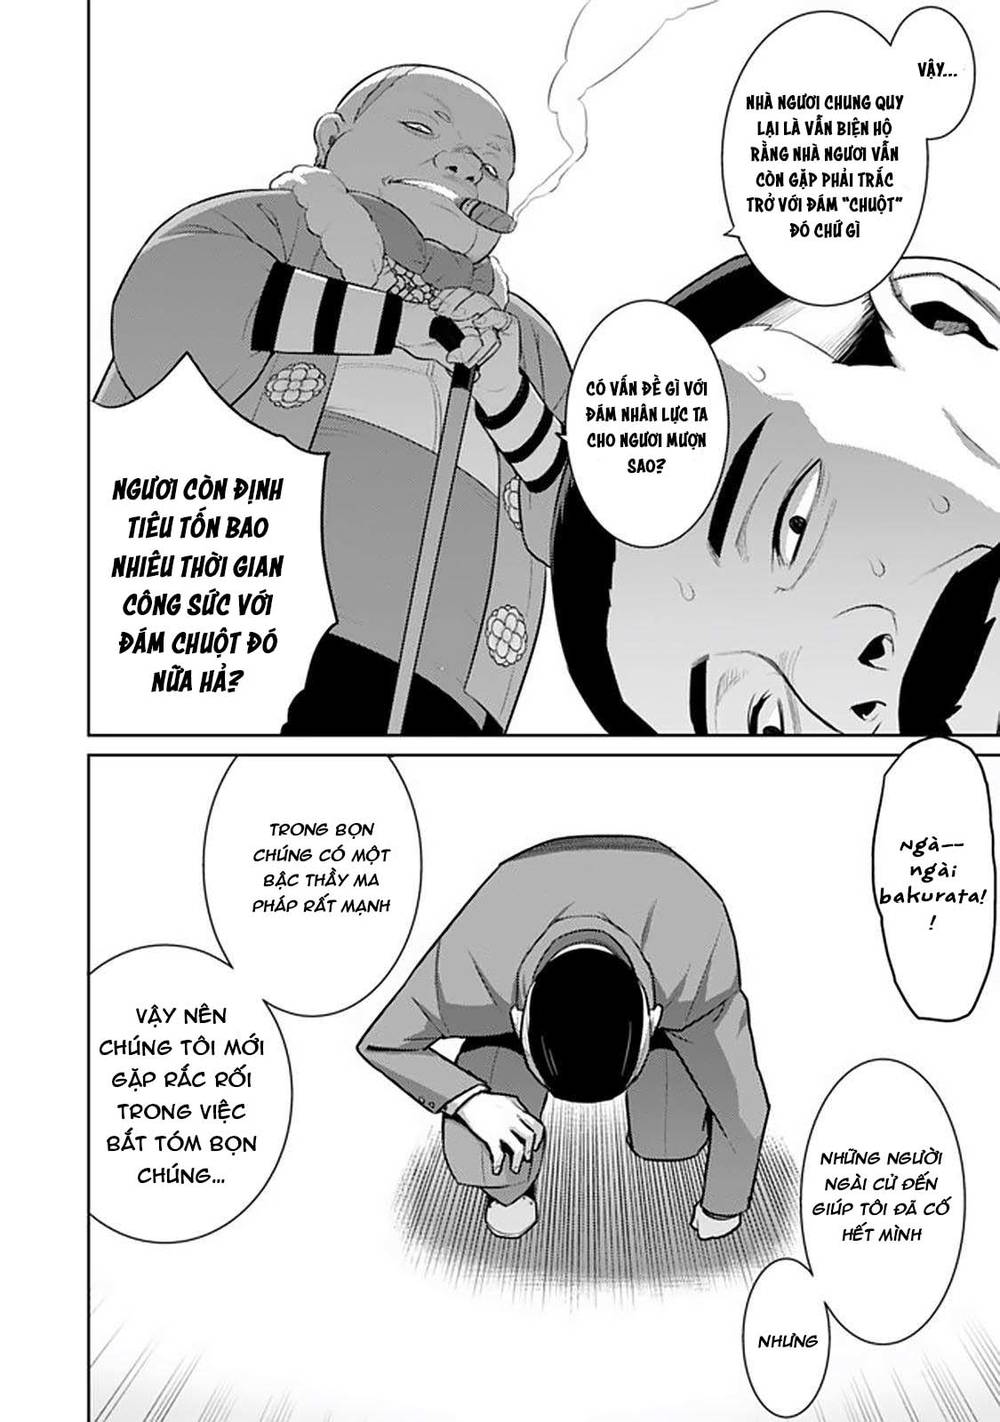 VẬY...
NHÀ NGƯƠI CHUNG QUY
LẠI LÀ VẪN BIỆN HỘ
RẰNG NHÀ NGƯƠI VẪN
CÒN GẶP PHẢI TRẮC
TRỞ VỚI ĐÁM “CHUỘT”
ĐÓ CHỨ GÌ
CÓ VẤN ĐỀ GÌ VỚI
ĐÁM NHÂN LỰC TA
CHO NGƯƠI MƯỢN
SAO?
NGƯƠI CÒN ĐỊNH
TIÊU TỐN BAO
NHIÊU THỜI GIAN
CÔNG SỨC VỚI
ĐÁM CHUỘT ĐÓ
NỮA HẢ?
Ngà--
ngài
bakurata!
!
NHỮNG NGƯỜI
NGÀI CỬ ĐẾN
GIÚP TÔI ĐÃ CỐ
HẾT MÌNH
NHƯNG
TRONG BỌN
CHÚNG CÓ MỘT
BẬC THẦY MA
PHÁP RẤT MẠNH
VẬY NÊN
CHÚNG TÔI MỚI
GẶP RẮC RỐI
TRONG VIỆC
BẮT TÓM BỌN
CHÚNG...